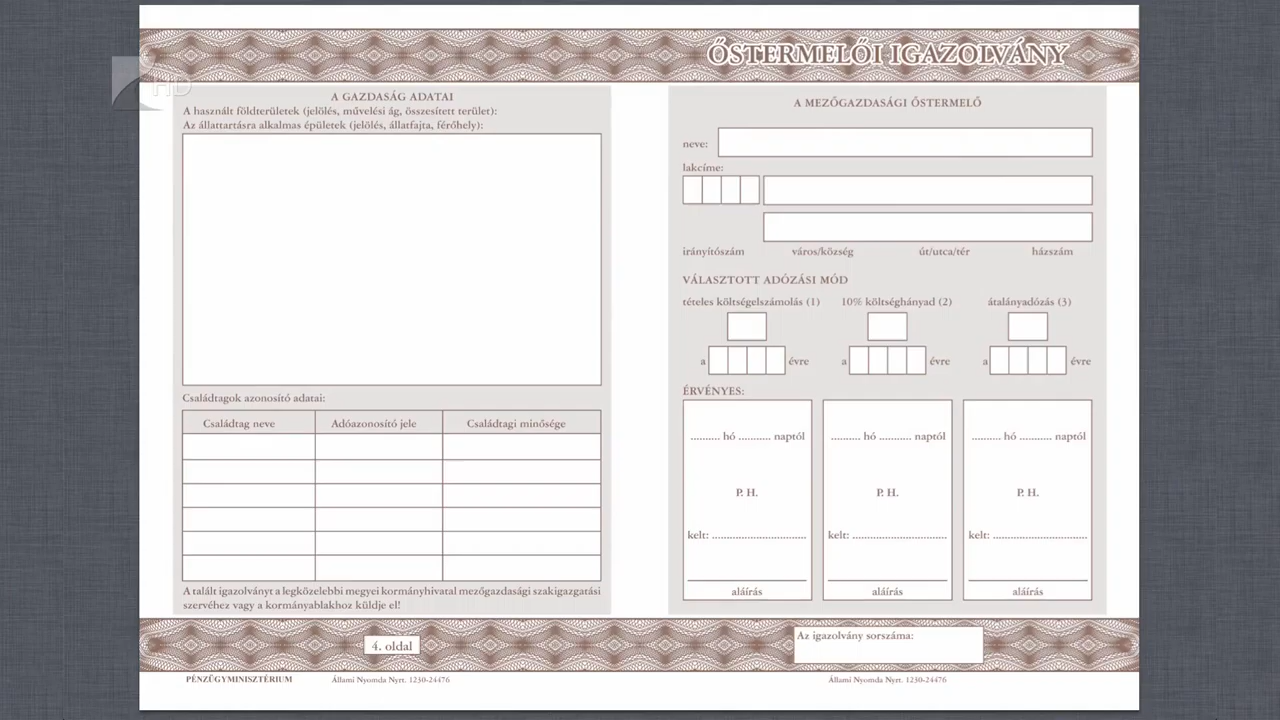 ŐSTERMELŐI IGAZOLVÁNY
HD
A GAZDASÁG ADATAI
A használt földterületek (jelölés, művelési ág, összesített terület):
Az állattartásra alkalmas épületek (jelölés, állatfajta, férőhely):
Családtagok azonosító adatai:
Családtag neve Adóazonosító jele Családtagi minősége
A talált igazolványt a legközelebbi megyei kormányhivatal mezőgazdasági szakigazgatási
szervéhez vagy a kormányablakhoz küldje el!
4. oldal
PÉNZÜGYMINISZTÉRIUM Állami Nyomda Nyrt. 1230-24476
A MEZŐGAZDASÁGI ŐSTERMELŐ
neve:
lakcíme:
irányítószám város/község út/utca/tér házszám
VÁLASZTOTT ADÓZÁSI MÓD
tételes költségelszámolás (1) 10% költséghányad (2) átalányadózás (3)
a évre a évre a évre
ÉRVÉNYES:
.......... hó ........... naptól .......... hó ........... naptól .......... hó ........... naptól
P. H. P. H. P. H.
kelt: ................................ kelt: ................................ kelt: ................................
aláírás aláírás aláírás
Az igazolvány sorszáma:
Állami Nyomda Nyrt. 1230-24476